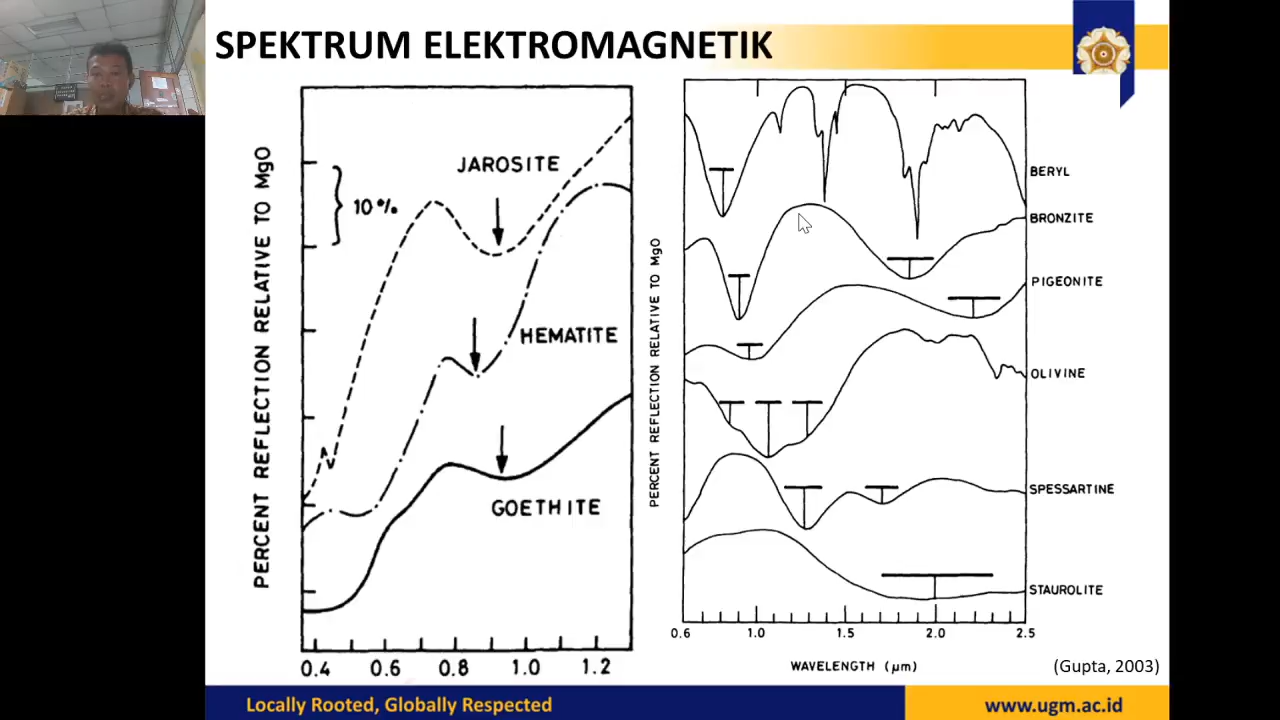 SPEKTRUM ELEKTROMAGNETIK
PERCENT REFLECTION RELATIVE TO MgO
10 %
JAROSITE
HEMATITE
GOETHITE
0.4 0.6 0.8 1.0 1.2
PERCENT REFLECTION RELATIVE TO MgO
BERYL
BRONZITE
PIGEONITE
OLIVINE
SPESSARTINE
STAUROLITE
0.6 1.0 1.5 2.0 2.5
WAVELENGTH (µm)
(Gupta, 2003)
Locally Rooted, Globally Respected
www.ugm.ac.id